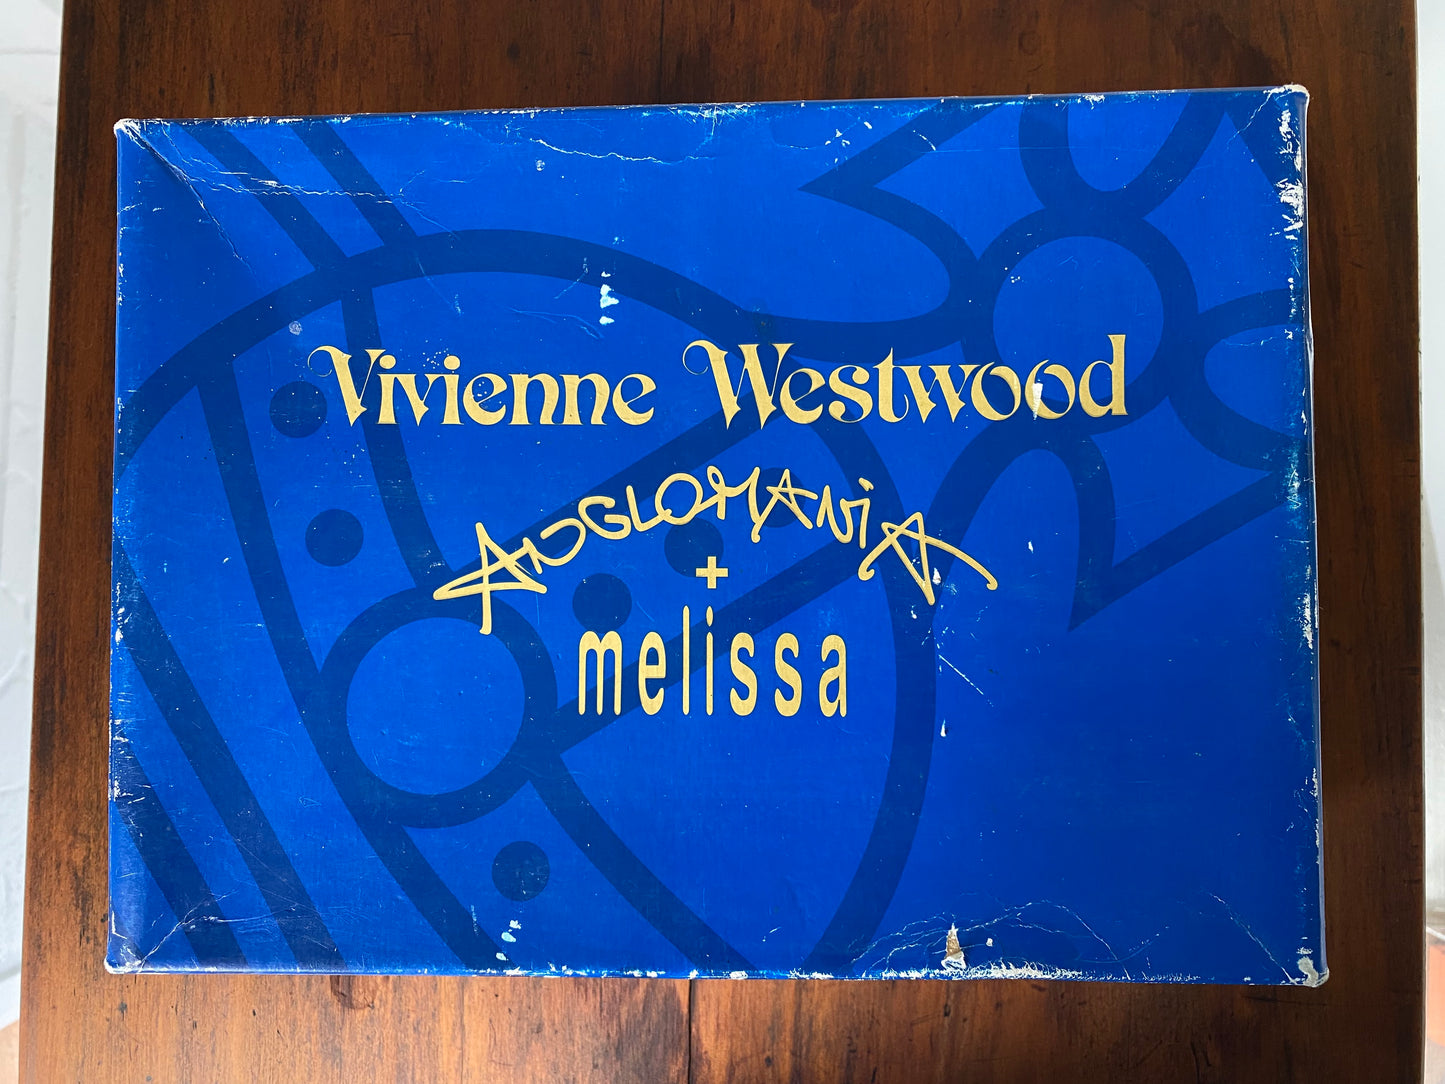 Vivienne Westwood
ANGLOMANiA
+
melissa